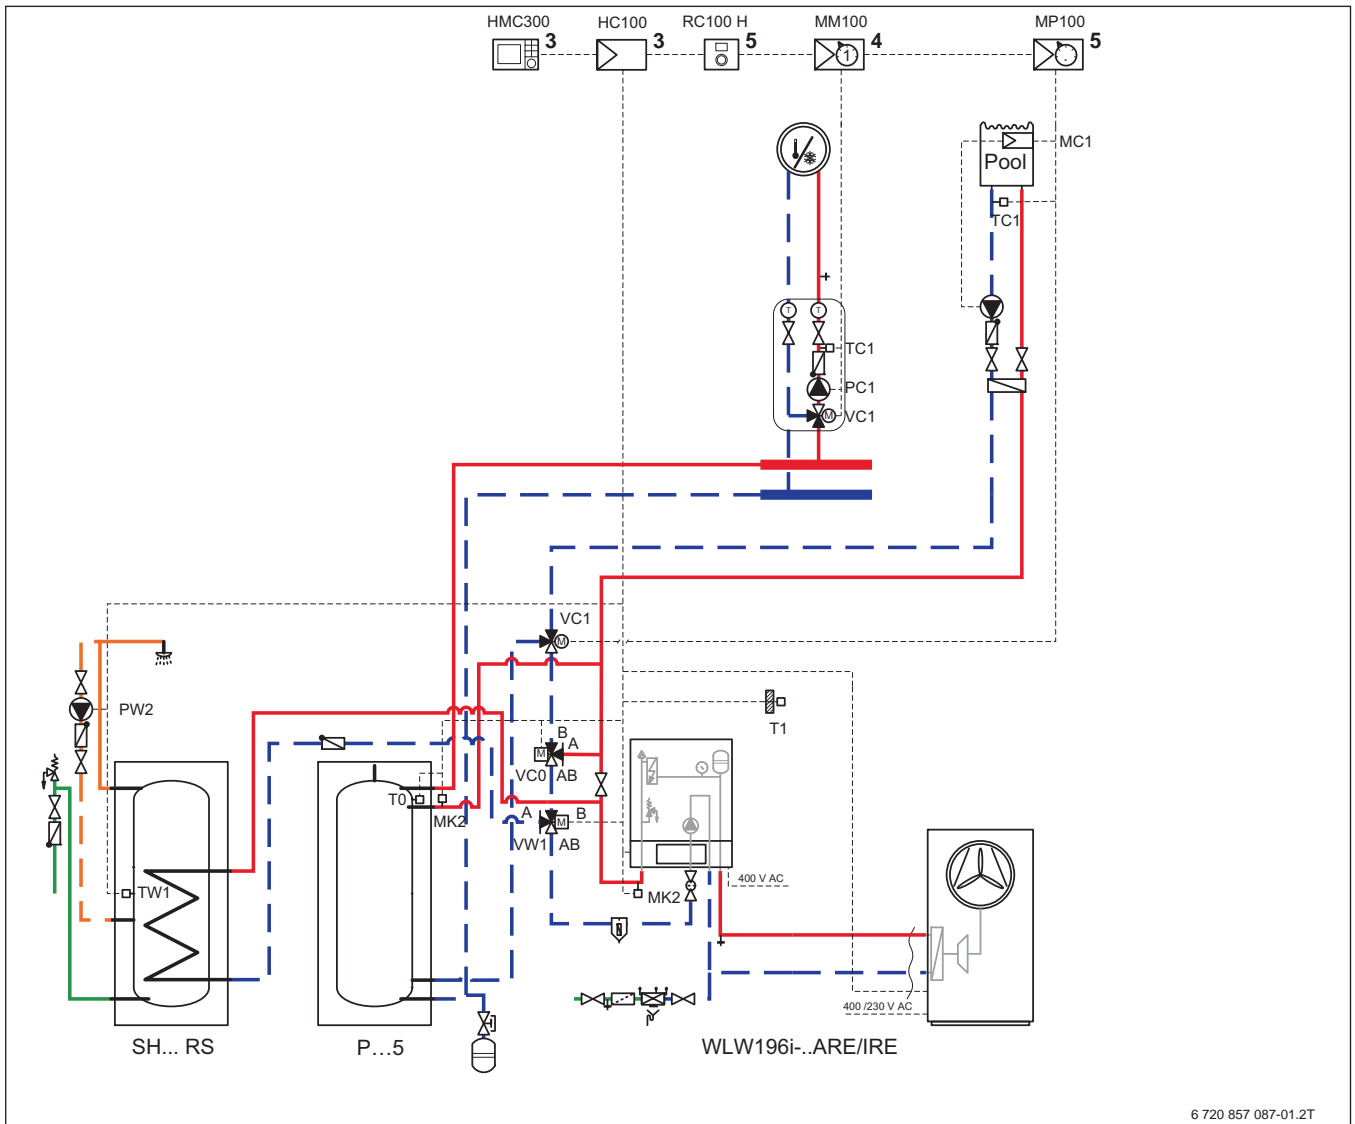 HMC300 HC100 RC100 H MM100 MP100
3 3 5 4 5
1
MC1
Pool
TC1
T T
TC1
PC1
M VC1
VC1
M
PW2
T1
B
A
M
VC0 AB
T0
MK2
A M B
VW1 AB
400 V AC
TW1
MK2
400 /230 V AC
SH... RS
P...5
WLW196i-..ARE/IRE
6 720 857 087-01.2T